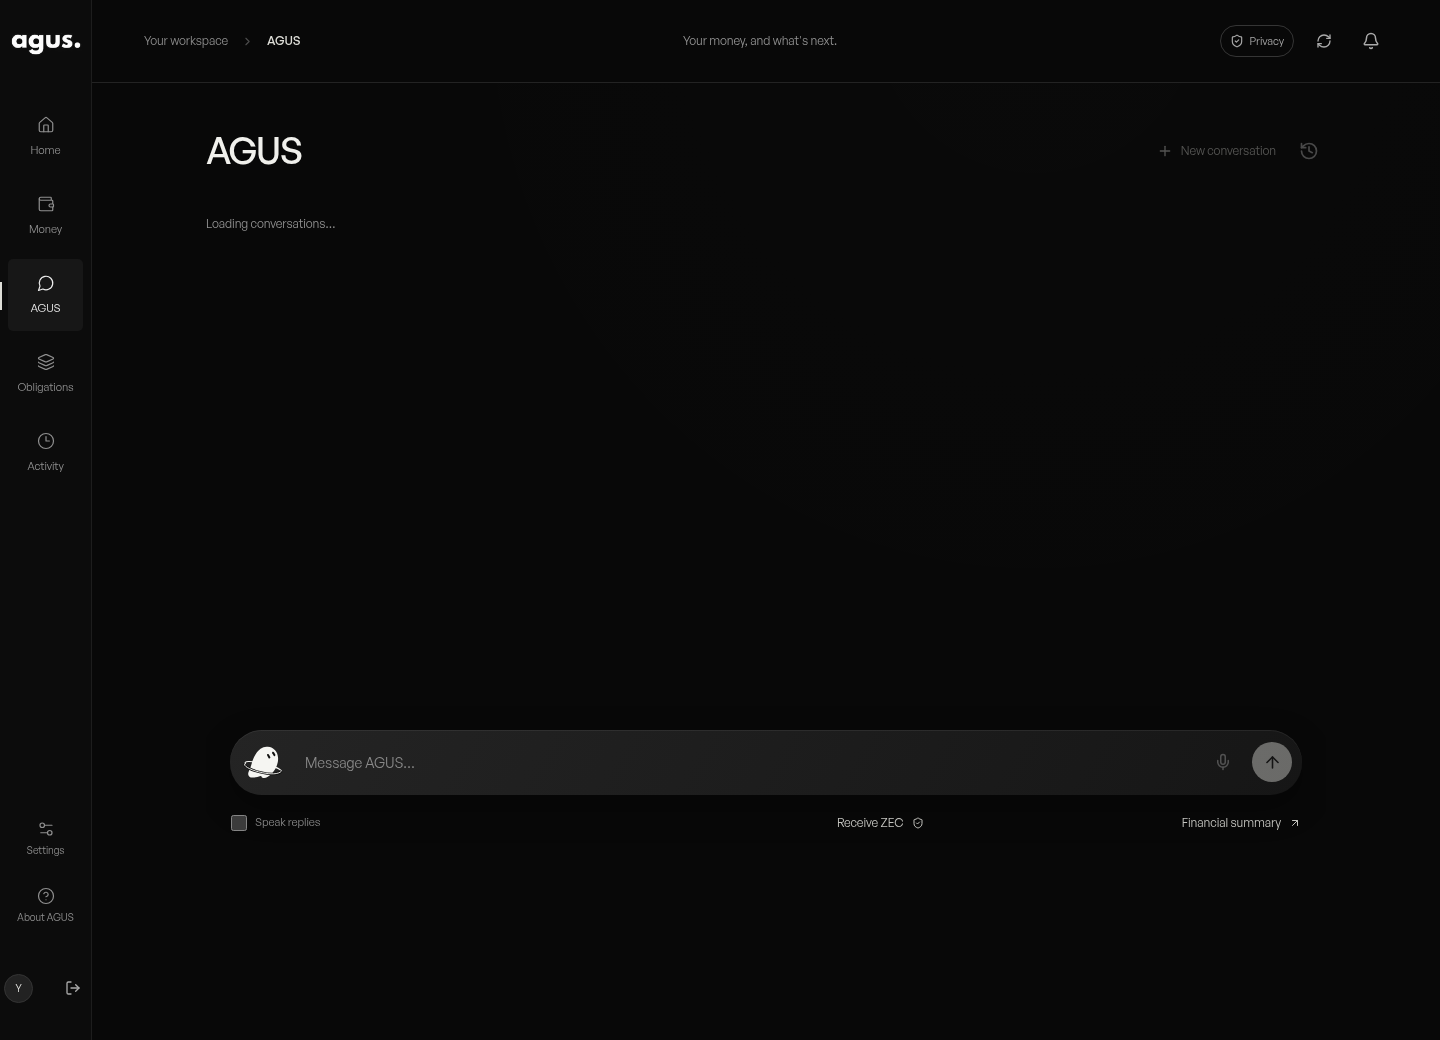 agus.
Your workspace > AGUS
Your money, and what's next.
Privacy
Home
Money
AGUS
Obligations
Activity
Settings
About AGUS
Y
AGUS
New conversation
Loading conversations...
Message AGUS...
Speak replies
Receive ZEC
Financial summary